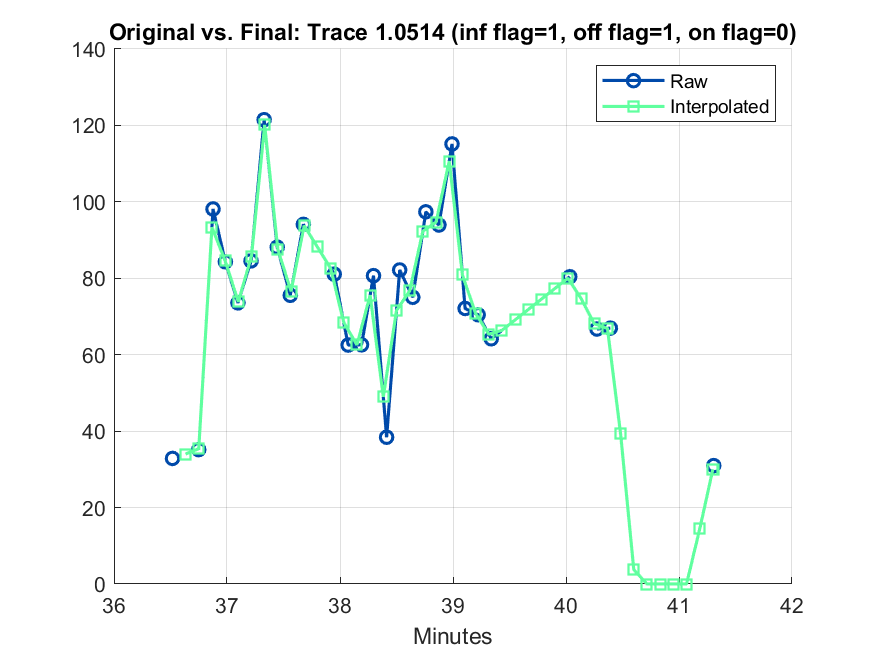 Original vs. Final: Trace 1.0514 (inf flag=1, off flag=1, on flag=0)
140
120
100
80
60
40
20
0
Raw
Interpolated
36 37 38 39 40 41 42
Minutes